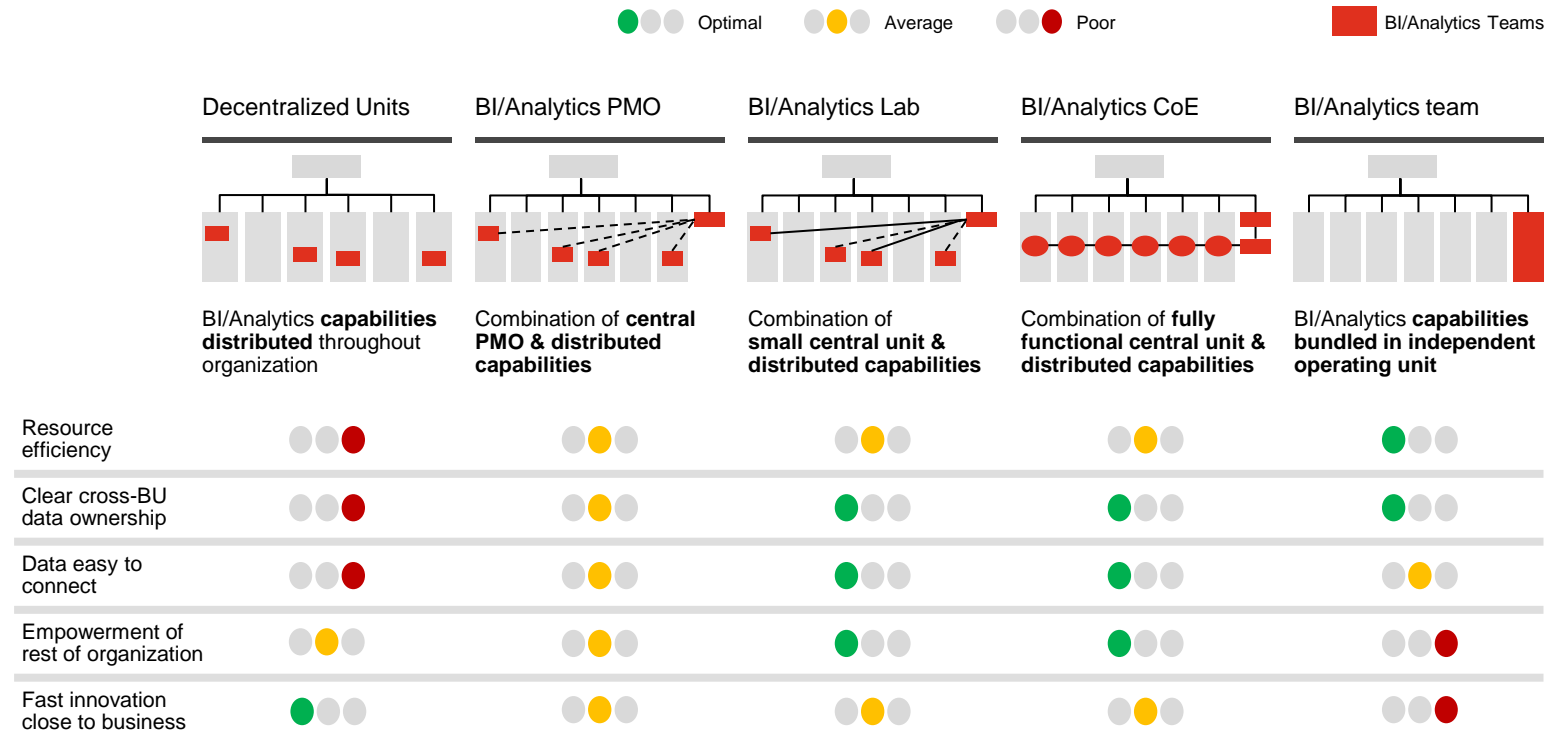 Optimal
Average
Poor
BI/Analytics Teams
Decentralized Units
BI/Analytics PMO
BI/Analytics Lab
BI/Analytics CoE
BI/Analytics team
BI/Analytics capabilities
distributed throughout
organization
Combination of central
PMO & distributed
capabilities
Combination of
small central unit &
distributed capabilities
Combination of fully
functional central unit &
distributed capabilities
BI/Analytics capabilities
bundled in independent
operating unit
Resource
efficiency
Clear cross-BU
data ownership
Data easy to
connect
Empowerment of
rest of organization
Fast innovation
close to business